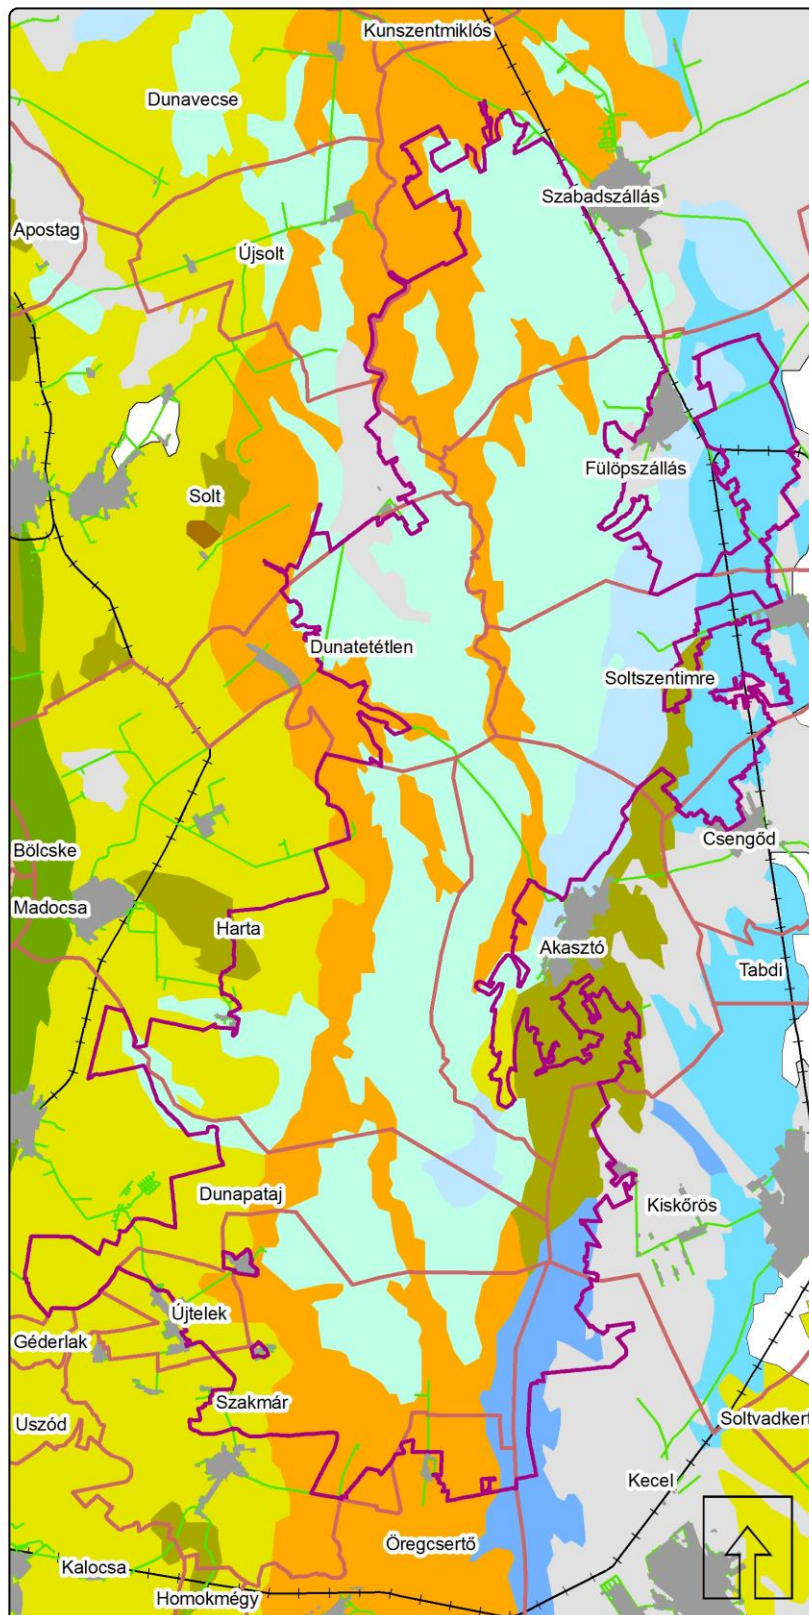 Kunszentmiklós
Dunavecse
Szabadszállás
Apostag
Újsolt
Fülöpszállás
Solt
Dunatetétlen
Soltszentimre
Csengőd
Bölcske
Madocsa
Harta
Akasztó
Tabdi
Dunapataj
Kiskőrös
Újtelek
Géderlak
Szakmár
Uszód
Soltvadkert
Kecel
Öregcsertő
Kalocsa
Homokmégy